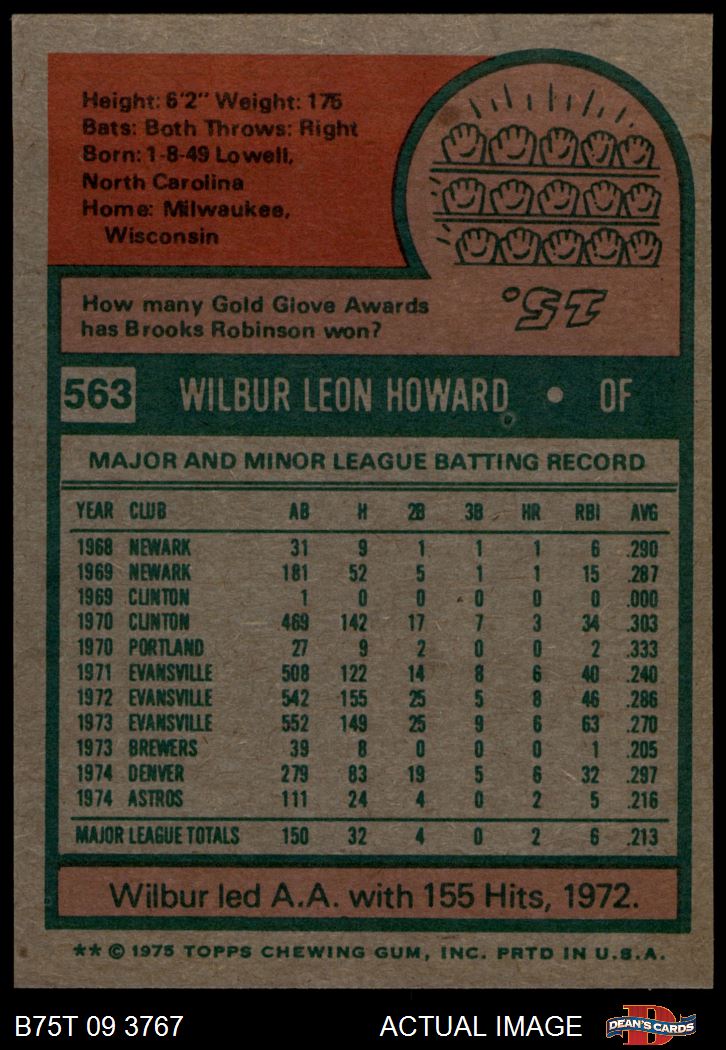 Height: 6'2" Weight: 175
Bats: Both Throws: Right
Born: 1-8-49 Lowell,
North Carolina
Home: Milwaukee,
Wisconsin
How many Gold Glove Awards
has Brooks Robinson won?
15.
563 WILBUR LEON HOWARD • OF
MAJOR AND MINOR LEAGUE BATTING RECORD
YEAR CLUB AB H 2B 3B HR RBI AVG
1968 NEWARK 31 9 1 1 1 6 .290
1969 NEWARK 181 52 5 1 1 15 .287
1969 CLINTON 1 0 0 0 0 0 .000
1970 CLINTON 469 142 17 7 3 34 .303
1970 PORTLAND 27 9 2 0 0 2 .333
1971 EVANSVILLE 508 122 14 8 6 40 .240
1972 EVANSVILLE 542 155 25 5 8 46 .286
1973 EVANSVILLE 552 149 25 9 6 63 .270
1973 BREWERS 39 8 0 0 0 1 .205
1974 DENVER 279 83 19 5 6 32 .297
1974 ASTROS 111 24 4 0 2 5 .216
MAJOR LEAGUE TOTALS 150 32 4 0 2 6 .213
Wilbur led A.A. with 155 Hits, 1972.
** © 1975 TOPPS CHEWING GUM, INC. PRTD IN U.S.A.
B75T 09 3767 ACTUAL IMAGE D DEAN'S CARDS